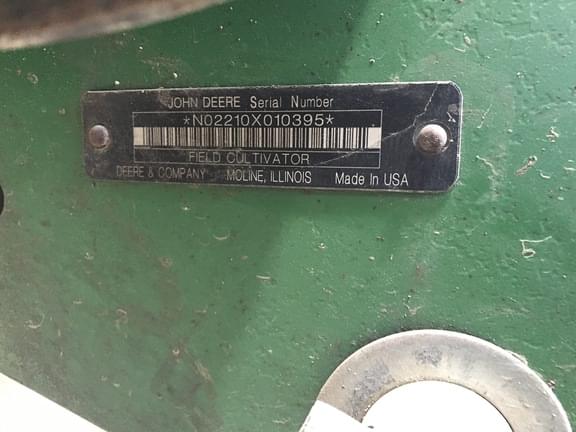 JOHN DEERE Serial Number
*N02210X010395*
FIELD CULTIVATOR
DEERE & COMPANY MOLINE, ILLINOIS Made In USA